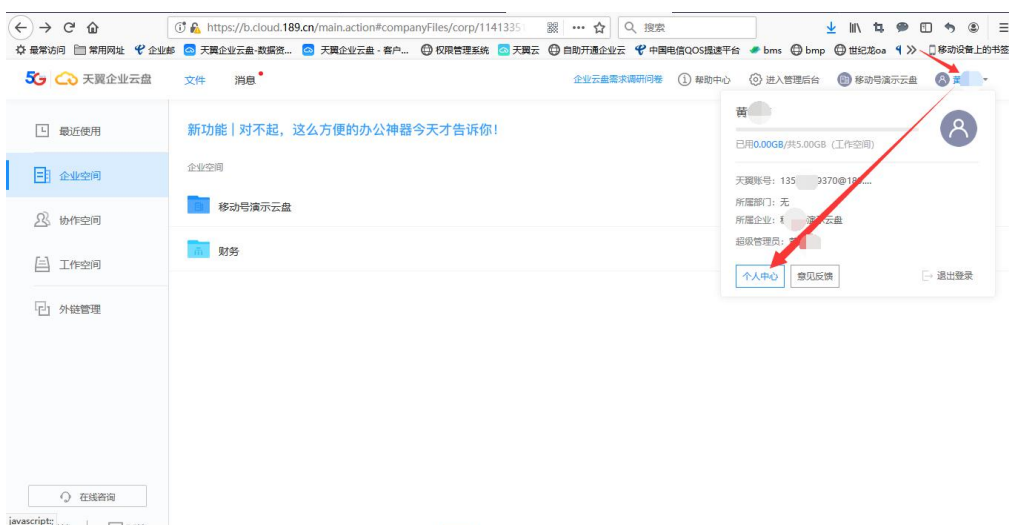 https://b.cloud.189.cn/main.action#companyFiles/corp/1141335
搜索
最常访问 常用网址 企业邮 天翼企业云盘-数据资... 天翼企业云盘 - 客户... 权限管理系统 天翼云 自助开通企业云 中国电信QOS提速平台 bms bmp 世纪龙oa 移动设备上的书签
5G 天翼企业云盘 文件 消息 企业云盘需求调研问卷 帮助中心 进入管理后台 移动号演示云盘 黄
最近使用
企业空间
协作空间
工作空间
外链管理
在线咨询
javascript:;
新功能 | 对不起，这么方便的办公神器今天才告诉你！
企业空间
移动号演示云盘
财务
黄
已用0.00GB/共5.00GB（工作空间）
天翼账号：135 9370@189....
所属部门：无
所属企业：移 演示云盘
超级管理员：
个人中心 意见反馈 退出登录